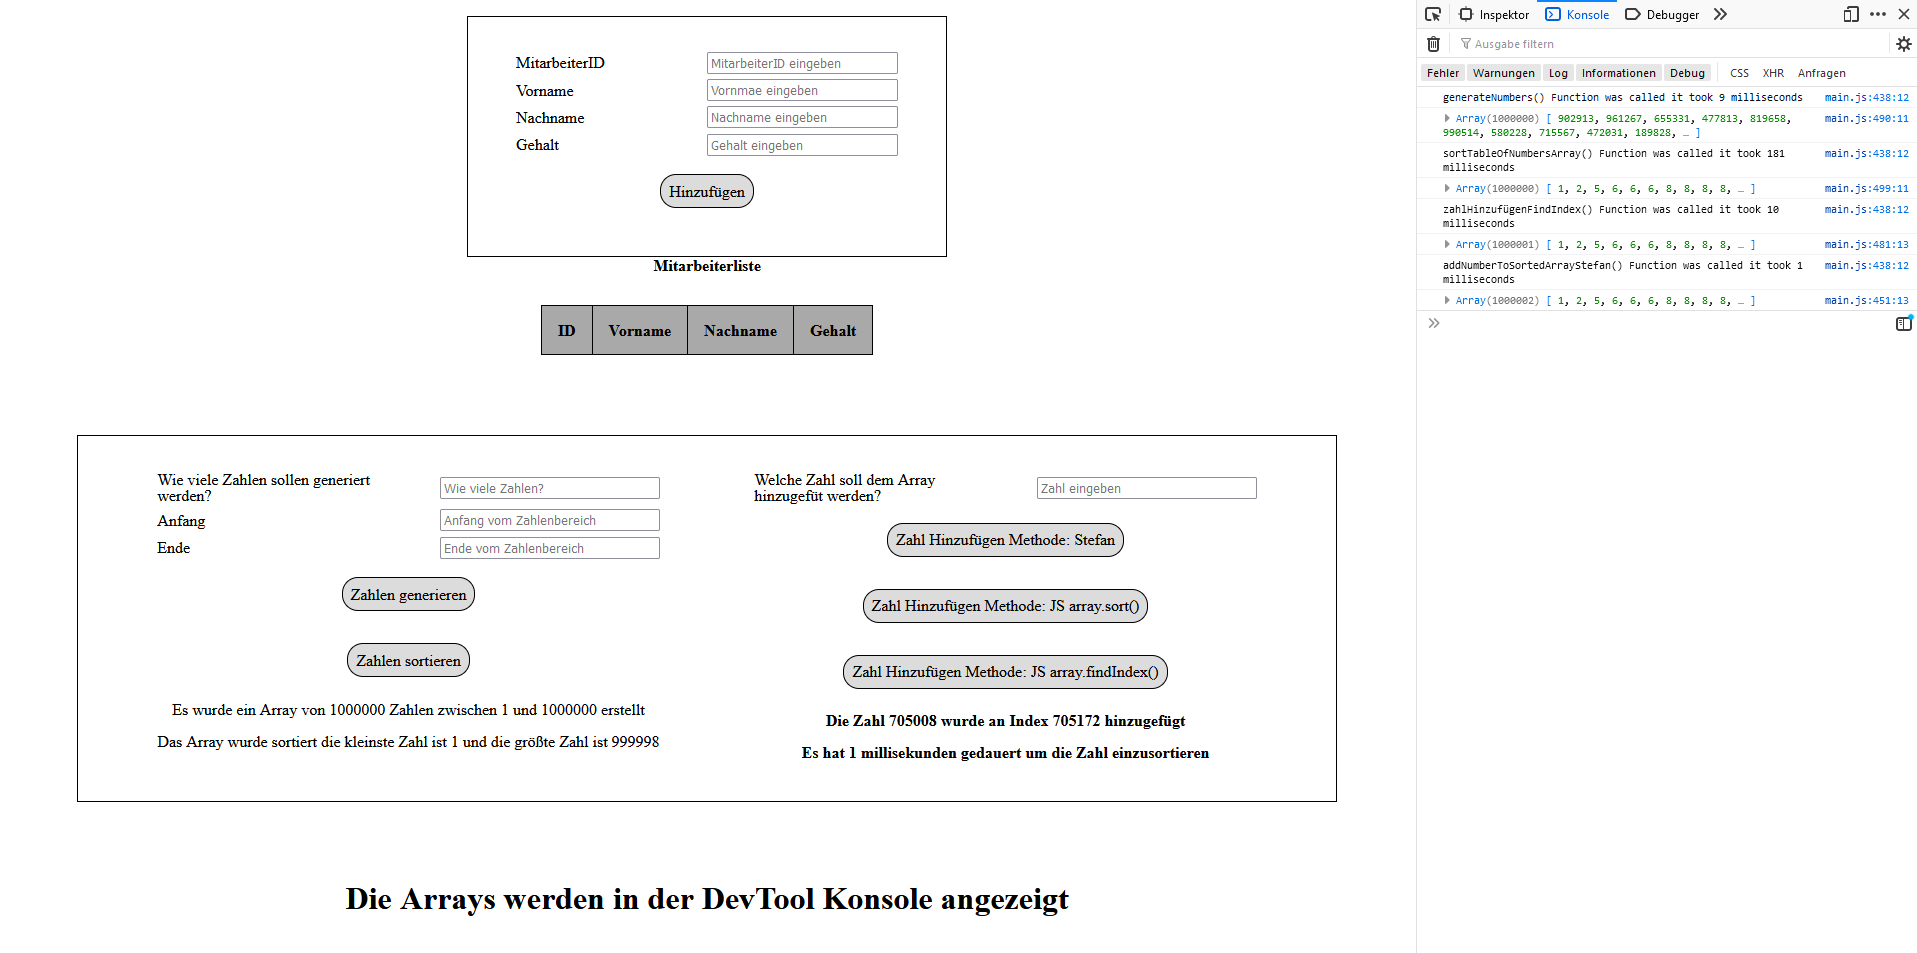 MitarbeiterID
MitarbeiterID eingeben
Vorname
Vornmae eingeben
Nachname
Nachname eingeben
Gehalt
Gehalt eingeben
Hinzufügen
Mitarbeiterliste
ID Vorname Nachname Gehalt
Wie viele Zahlen sollen generiert
werden?
Wie viele Zahlen?
Anfang
Anfang vom Zahlenbereich
Ende
Ende vom Zahlenbereich
Zahlen generieren
Zahlen sortieren
Es wurde ein Array von 1000000 Zahlen zwischen 1 und 1000000 erstellt
Das Array wurde sortiert die kleinste Zahl ist 1 und die größte Zahl ist 999998
Welche Zahl soll dem Array
hinzugefüt werden?
Zahl eingeben
Zahl Hinzufügen Methode: Stefan
Zahl Hinzufügen Methode: JS array.sort()
Zahl Hinzufügen Methode: JS array.findIndex()
Die Zahl 705008 wurde an Index 705172 hinzugefügt
Es hat 1 millisekunden gedauert um die Zahl einzusortieren
Die Arrays werden in der DevTool Konsole angezeigt
Inspektor Konsole Debugger
Ausgabe filtern
Fehler Warnungen Log Informationen Debug CSS XHR Anfragen
generateNumbers() Function was called it took 9 milliseconds main.js:438:12
Array(1000000) [ 902913, 961267, 655331, 477813, 819658, main.js:490:11
990514, 580228, 715567, 472031, 189828, … ]
sortTableOfNumbersArray() Function was called it took 181 main.js:438:12
milliseconds
Array(1000000) [ 1, 2, 5, 6, 6, 6, 8, 8, 8, 8, … ] main.js:499:11
zahlHinzufügenFindIndex() Function was called it took 10 main.js:438:12
milliseconds
Array(1000001) [ 1, 2, 5, 6, 6, 6, 8, 8, 8, 8, … ] main.js:481:13
addNumberToSortedArrayStefan() Function was called it took 1 main.js:438:12
milliseconds
Array(1000002) [ 1, 2, 5, 6, 6, 6, 8, 8, 8, 8, … ] main.js:451:13